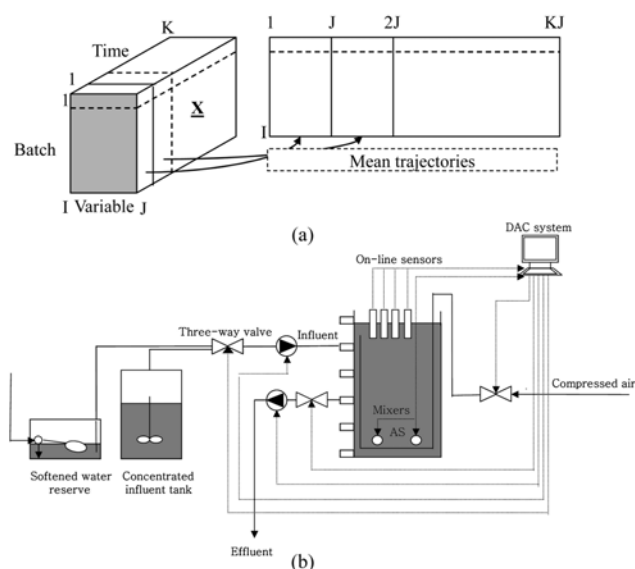 K
1
J
2J
KJ
Time
1
1
X
Batch
I
Mean trajectories
I Variable J
(a)
DAC system
On-line sensors
Three-way valve
Influent
Compressed air
Mixers
AS
Softened water
reserve
Concentrated
influent tank
Effluent
(b)